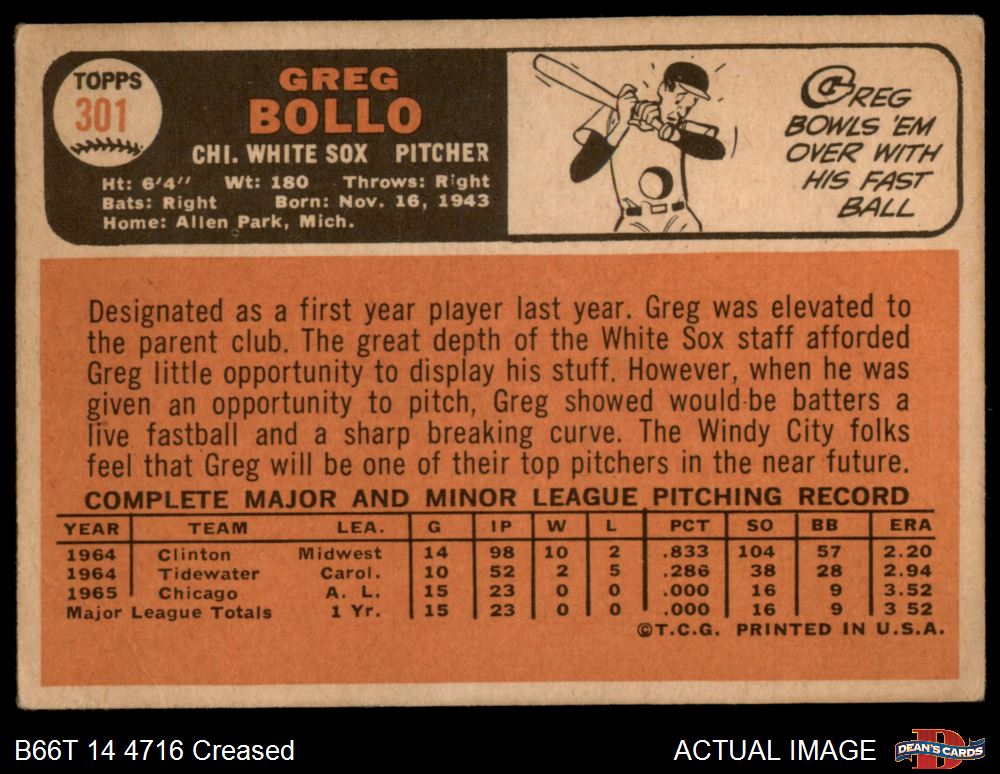 TOPPS
301
GREG
BOLLO
CHI. WHITE SOX PITCHER
Ht: 6'4" Wt: 180 Throws: Right
Bats: Right Born: Nov. 16, 1943
Home: Allen Park, Mich.
GREG
BOWLS 'EM
OVER WITH
HIS FAST
BALL
Designated as a first year player last year. Greg was elevated to
the parent club. The great depth of the White Sox staff afforded
Greg little opportunity to display his stuff. However, when he was
given an opportunity to pitch, Greg showed would-be batters a
live fastball and a sharp breaking curve. The Windy City folks
feel that Greg will be one of their top pitchers in the near future.
COMPLETE MAJOR AND MINOR LEAGUE PITCHING RECORD
YEAR TEAM LEA. G IP W L PCT SO BB ERA
1964 Clinton Midwest 14 98 10 2 .833 104 57 2.20
1964 Tidewater Carol. 10 52 2 5 .286 38 28 2.94
1965 Chicago A. L. 15 23 0 0 .000 16 9 3.52
Major League Totals 1 Yr. 15 23 0 0 .000 16 9 3 52
©T.C.G. PRINTED IN U.S.A.
B66T 14 4716 Creased
ACTUAL IMAGE
DEAN'S CARDS